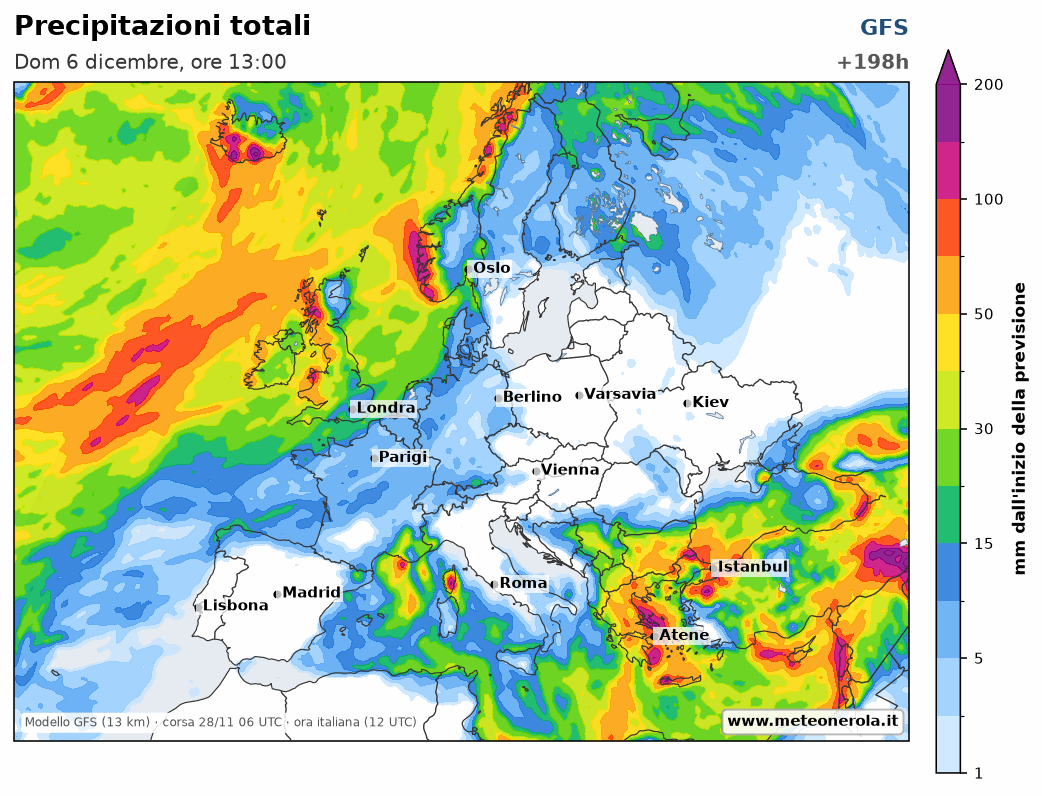 Precipitazioni totali
GFS
Dom 6 dicembre, ore 13:00
+198h
200
100
50
30
15
5
1
mm dall'inizio della previsione
Oslo
Berlino
Varsavia
Kiev
Londra
Parigi
Vienna
Istanbul
Roma
Madrid
Lisbona
Atene
Modello GFS (13 km) · corsa 28/11 06 UTC · ora italiana (12 UTC)
www.meteonerola.it